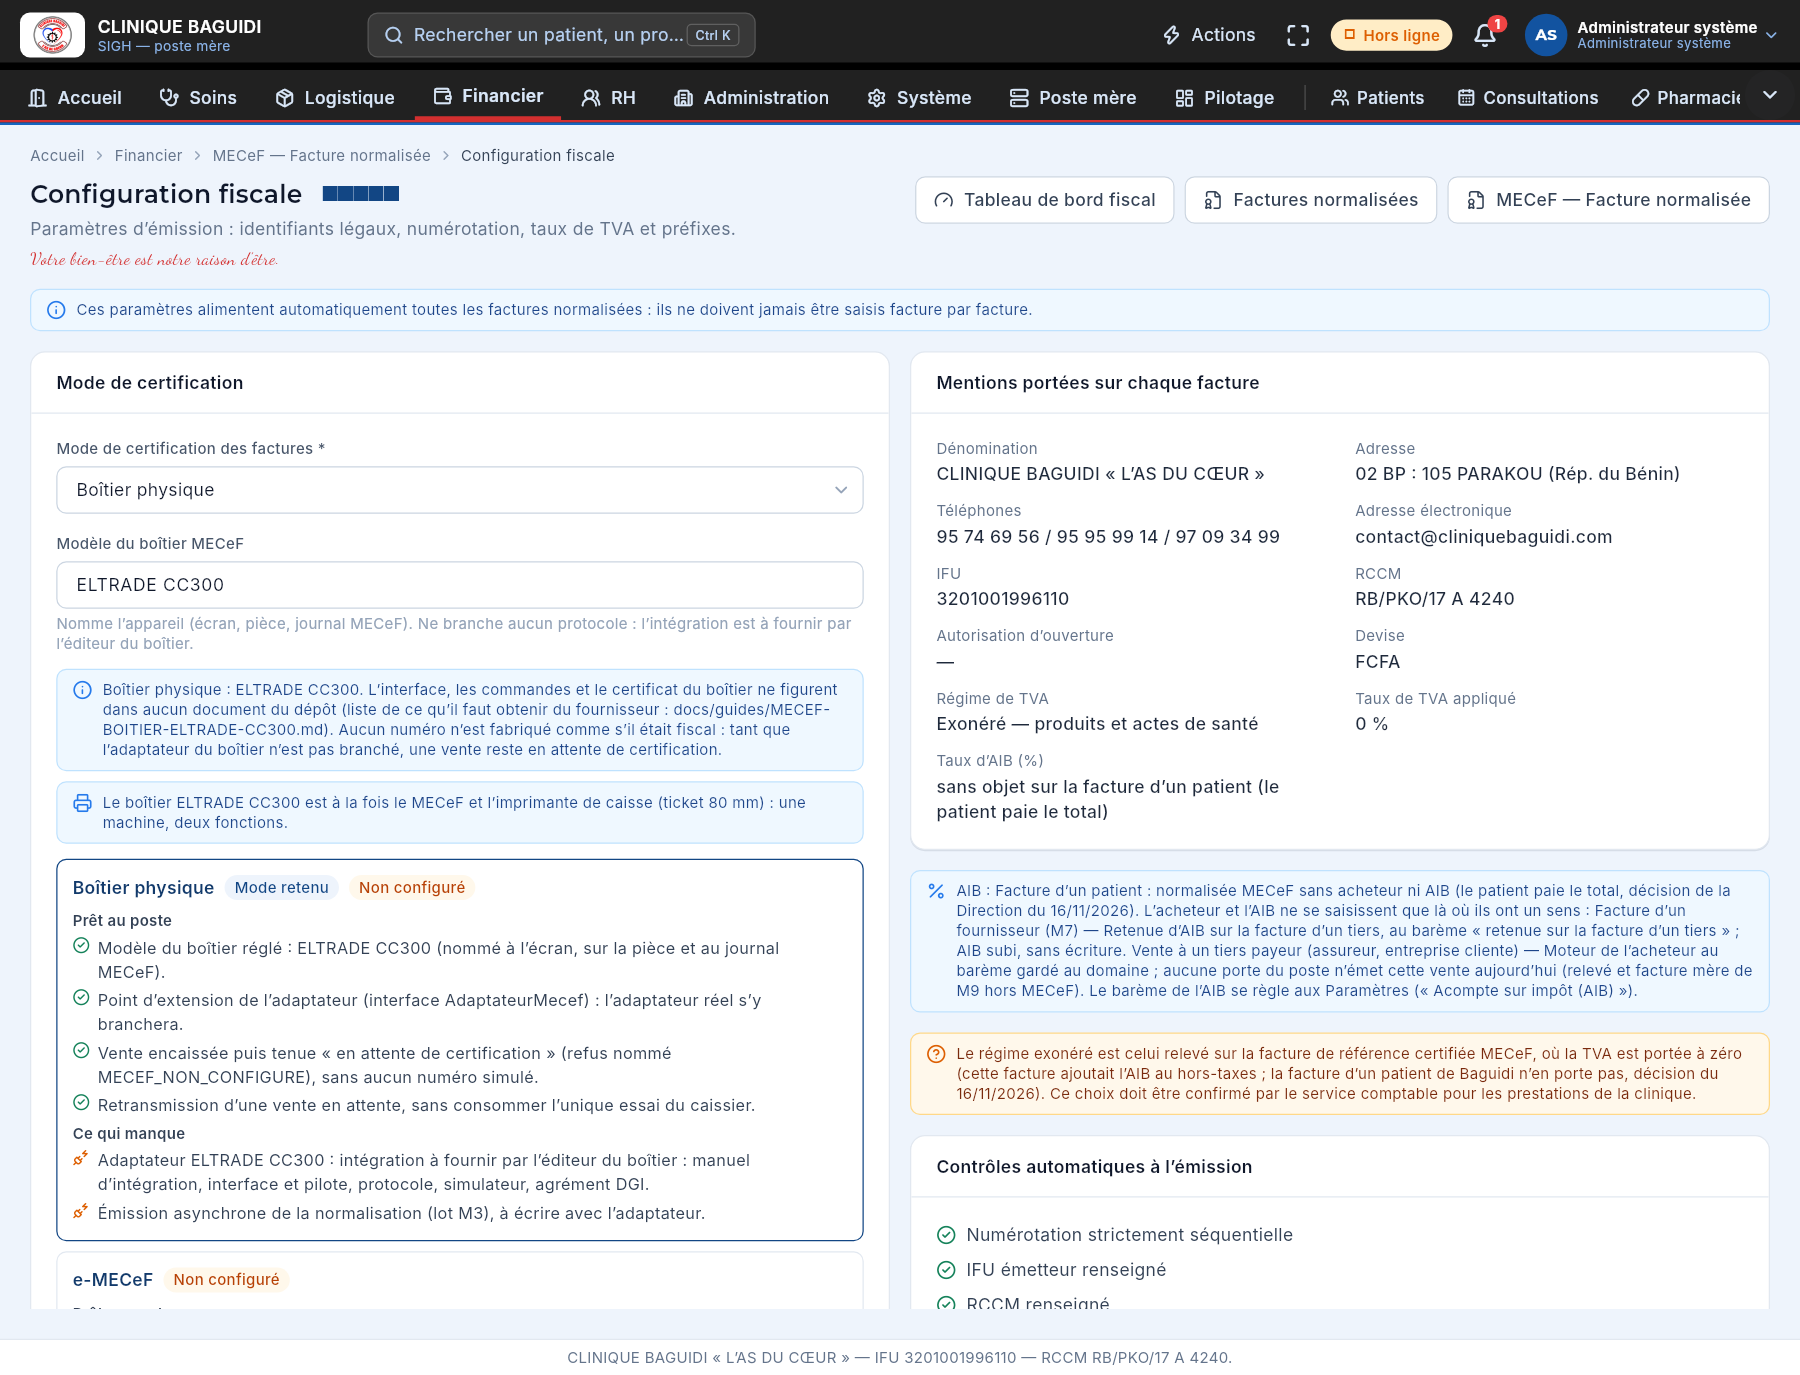 CLINIQUE BAGUIDI
SIGH — poste mère
Rechercher un patient, un pro... Ctrl K
Actions
Hors ligne
1
AS
Administrateur système
Administrateur système
Accueil
Soins
Logistique
Financier
RH
Administration
Système
Poste mère
Pilotage
Patients
Consultations
Pharmacie
Accueil > Financier > MECeF — Facture normalisée > Configuration fiscale
Configuration fiscale
Tableau de bord fiscal
Factures normalisées
MECeF — Facture normalisée
Paramètres d’émission : identifiants légaux, numérotation, taux de TVA et préfixes.
Votre bien-être est notre raison d'être.
Ces paramètres alimentent automatiquement toutes les factures normalisées : ils ne doivent jamais être saisis facture par facture.
Mode de certification
Mode de certification des factures *
Boîtier physique
Modèle du boîtier MECeF
ELTRADE CC300
Nomme l’appareil (écran, pièce, journal MECeF). Ne branche aucun protocole : l’intégration est à fournir par
l’éditeur du boîtier.
Boîtier physique : ELTRADE CC300. L’interface, les commandes et le certificat du boîtier ne figurent
dans aucun document du dépôt (liste de ce qu’il faut obtenir du fournisseur : docs/guides/MECEF-
BOITIER-ELTRADE-CC300.md). Aucun numéro n’est fabriqué comme s’il était fiscal : tant que
l’adaptateur du boîtier n’est pas branché, une vente reste en attente de certification.
Le boîtier ELTRADE CC300 est à la fois le MECeF et l’imprimante de caisse (ticket 80 mm) : une
machine, deux fonctions.
Boîtier physique Mode retenu Non configuré
Prêt au poste
Modèle du boîtier réglé : ELTRADE CC300 (nommé à l’écran, sur la pièce et au journal
MECeF).
Point d’extension de l’adaptateur (interface AdaptateurMecef) : l’adaptateur réel s’y
branchera.
Vente encaissée puis tenue « en attente de certification » (refus nommé
MECEF_NON_CONFIGURE), sans aucun numéro simulé.
Retransmission d’une vente en attente, sans consommer l’unique essai du caissier.
Ce qui manque
Adaptateur ELTRADE CC300 : intégration à fournir par l’éditeur du boîtier : manuel
d’intégration, interface et pilote, protocole, simulateur, agrément DGI.
Émission asynchrone de la normalisation (lot M3), à écrire avec l’adaptateur.
e-MECeF Non configuré
Mentions portées sur chaque facture
Dénomination
CLINIQUE BAGUIDI « L’AS DU CŒUR »
Adresse
02 BP : 105 PARAKOU (Rép. du Bénin)
Téléphones
95 74 69 56 / 95 95 99 14 / 97 09 34 99
Adresse électronique
contact@cliniquebaguidi.com
IFU
3201001996110
RCCM
RB/PKO/17 A 4240
Autorisation d’ouverture
—
Devise
FCFA
Régime de TVA
Exonéré — produits et actes de santé
Taux de TVA appliqué
0 %
Taux d’AIB (%)
sans objet sur la facture d’un patient (le
patient paie le total)
AIB : Facture d’un patient : normalisée MECeF sans acheteur ni AIB (le patient paie le total, décision de la
Direction du 16/11/2026). L’acheteur et l’AIB ne se saisissent que là où ils ont un sens : Facture d’un
fournisseur (M7) — Retenue d’AIB sur la facture d’un tiers, au barème « retenue sur la facture d’un tiers » ;
AIB subi, sans écriture. Vente à un tiers payeur (assureur, entreprise cliente) — Moteur de l’acheteur au
barème gardé au domaine ; aucune porte du poste n’émet cette vente aujourd’hui (relevé et facture mère de
M9 hors MECeF). Le barème de l’AIB se règle aux Paramètres (« Acompte sur impôt (AIB) »).
Le régime exonéré est celui relevé sur la facture de référence certifiée MECeF, où la TVA est portée à zéro
(cette facture ajoutait l’AIB au hors-taxes ; la facture d’un patient de Baguidi n’en porte pas, décision du
16/11/2026). Ce choix doit être confirmé par le service comptable pour les prestations de la clinique.
Contrôles automatiques à l’émission
Numérotation strictement séquentielle
IFU émetteur renseigné
RCCM renseigné
CLINIQUE BAGUIDI « L’AS DU CŒUR » — IFU 3201001996110 — RCCM RB/PKO/17 A 4240.